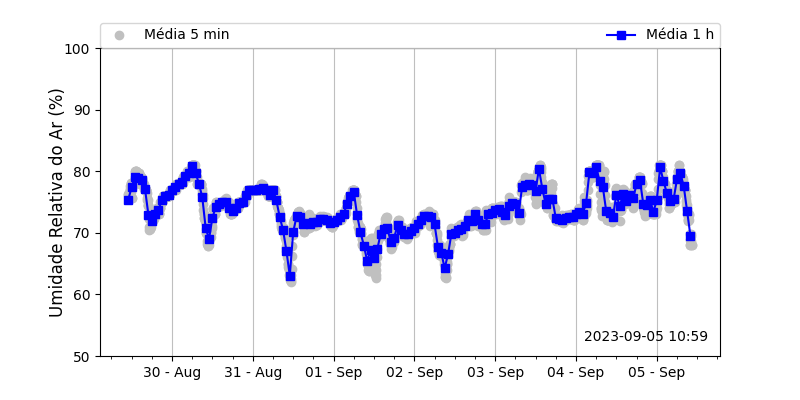 Média 5 min Média 1 h
100
90
80
70
60
50
Umidade Relativa do Ar (%)
2023-09-05 10:59
30 - Aug 31 - Aug 01 - Sep 02 - Sep 03 - Sep 04 - Sep 05 - Sep